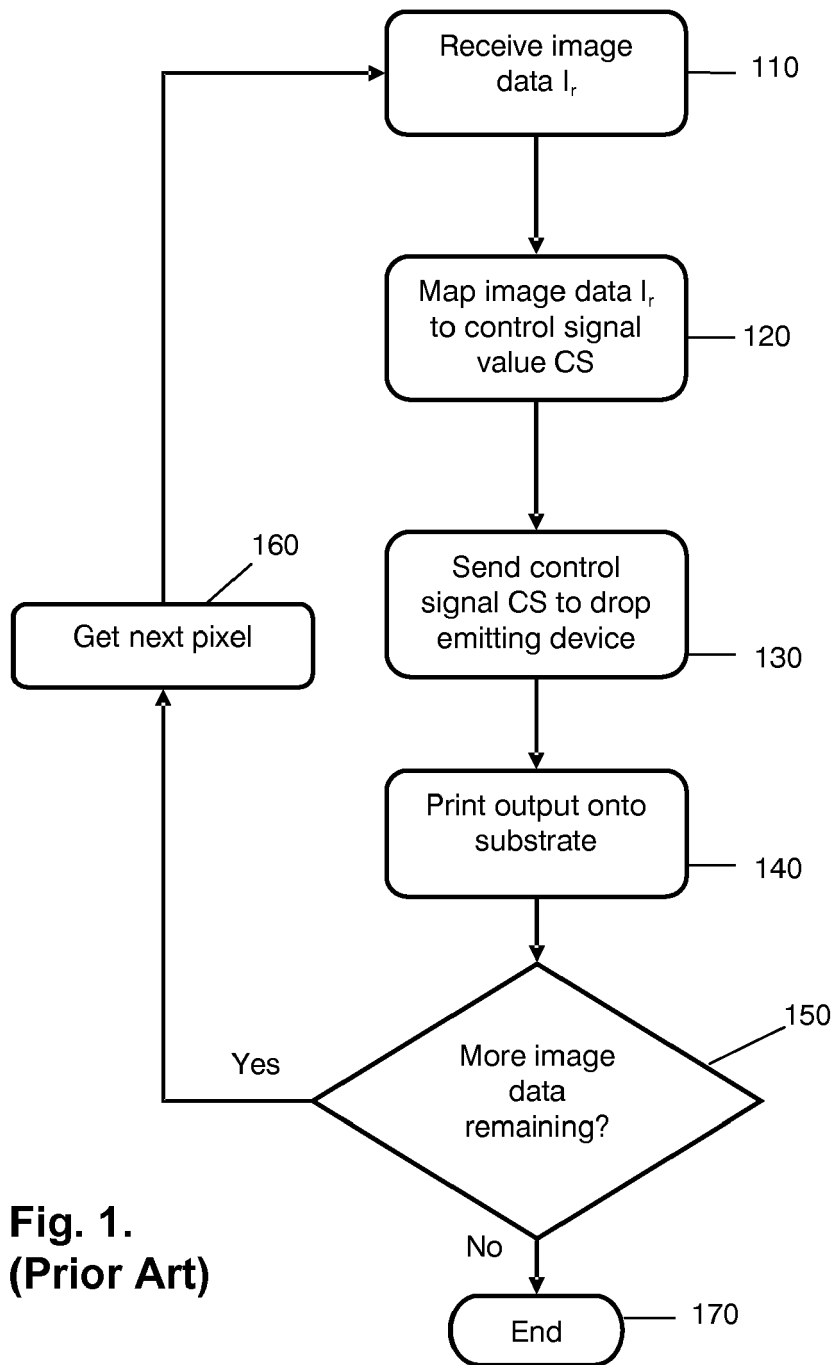 Receive image
data Ir
110
Map image data Ir
to control signal
value CS
120
Send control
signal CS to drop
emitting device
130
160
Get next pixel
Print output onto
substrate
140
150
More image
data
remaining?
Yes
No
Fig. 1.
(Prior Art)
End
170